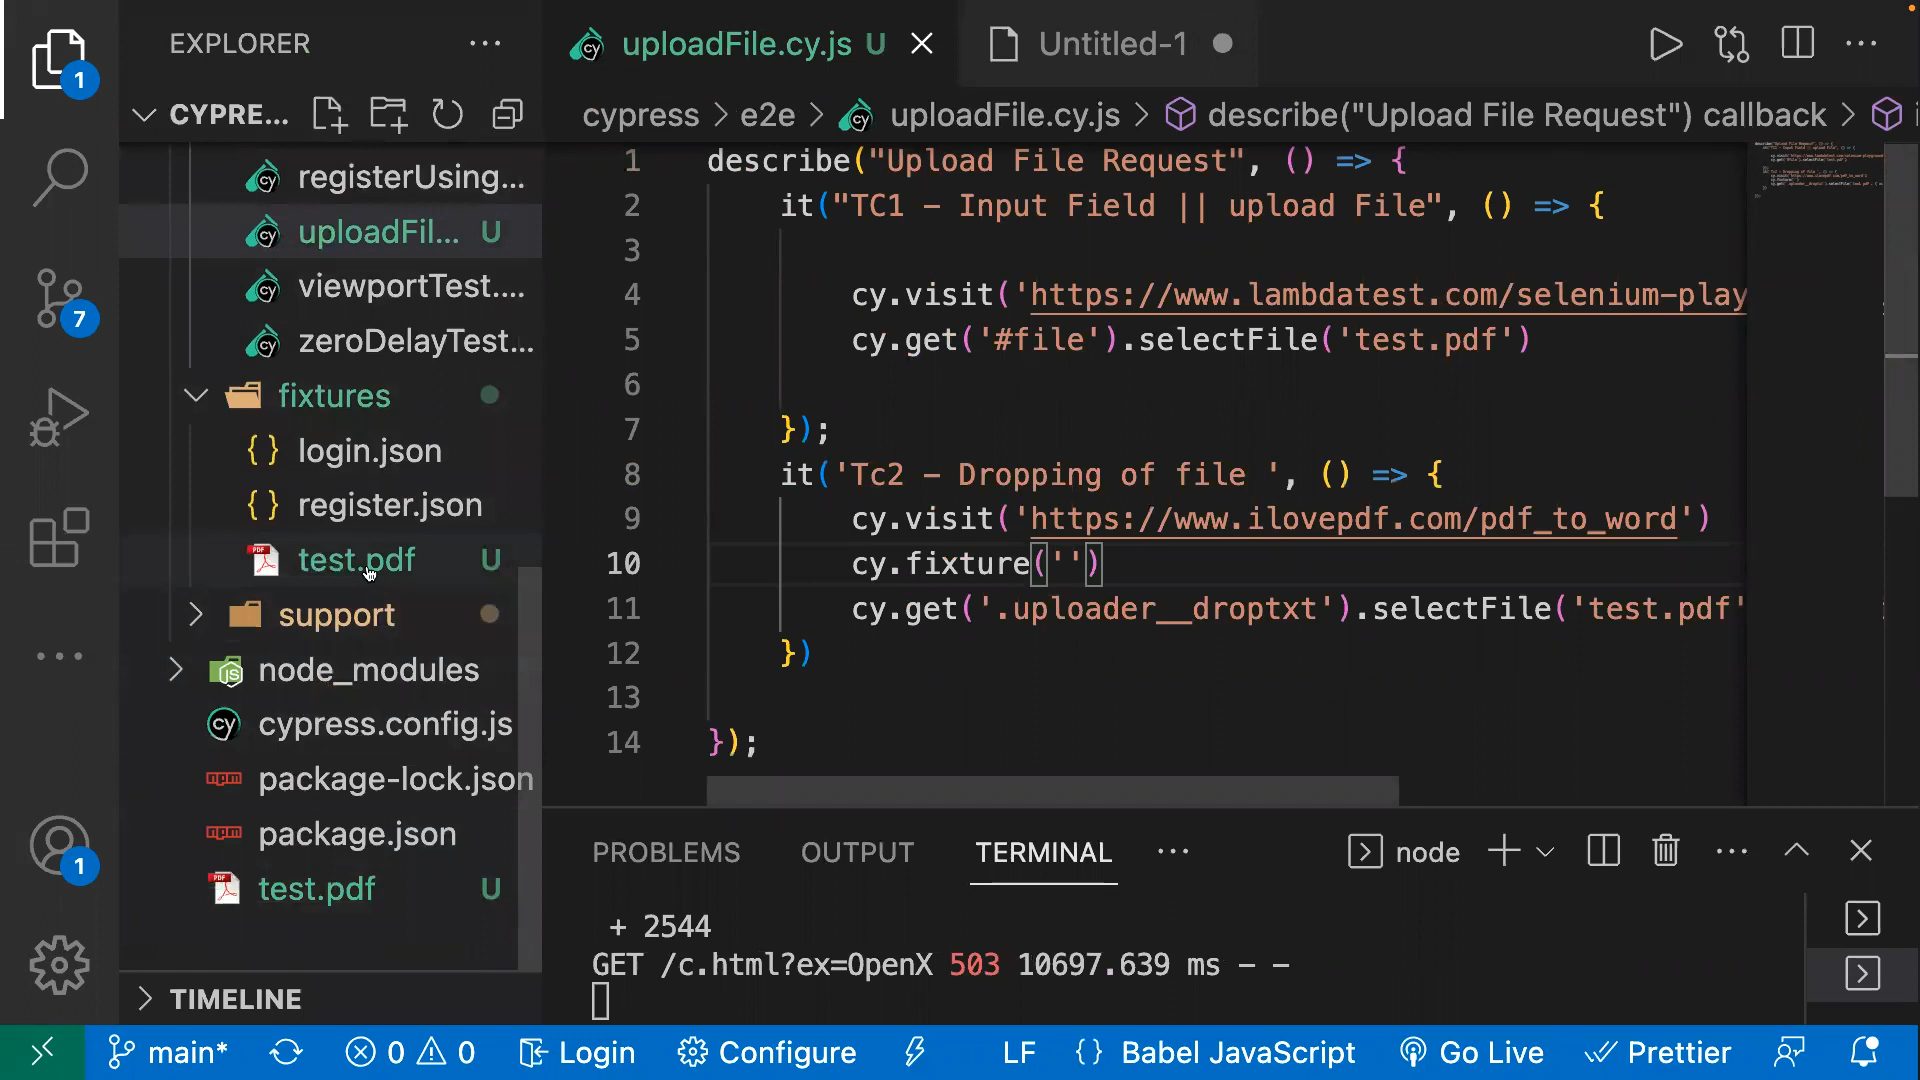 EXPLORER
uploadFile.cy.js U
Untitled-1
CYPRE...
cypress > e2e > uploadFile.cy.js > describe("Upload File Request") callback >
registerUsing...
uploadFil... U
viewportTest....
zeroDelayTest...
fixtures
login.json
register.json
test.pdf U
support
node_modules
cypress.config.js
package-lock.json
package.json
test.pdf U
TIMELINE
1
7
1
1 describe("Upload File Request", () => {
2 it("TC1 - Input Field || upload File", () => {
3
4 cy.visit('https://www.lambdatest.com/selenium-play
5 cy.get('#file').selectFile('test.pdf')
6
7 });
8 it('Tc2 - Dropping of file ', () => {
9 cy.visit('https://www.ilovepdf.com/pdf_to_word')
10 cy.fixture('')
11 cy.get('.uploader__droptxt').selectFile('test.pdf'
12 })
13
14 });
PROBLEMS OUTPUT TERMINAL
node
+ 2544
GET /c.html?ex=OpenX 503 10697.639 ms - -
main* 0 0 Login Configure LF {} Babel JavaScript Go Live Prettier